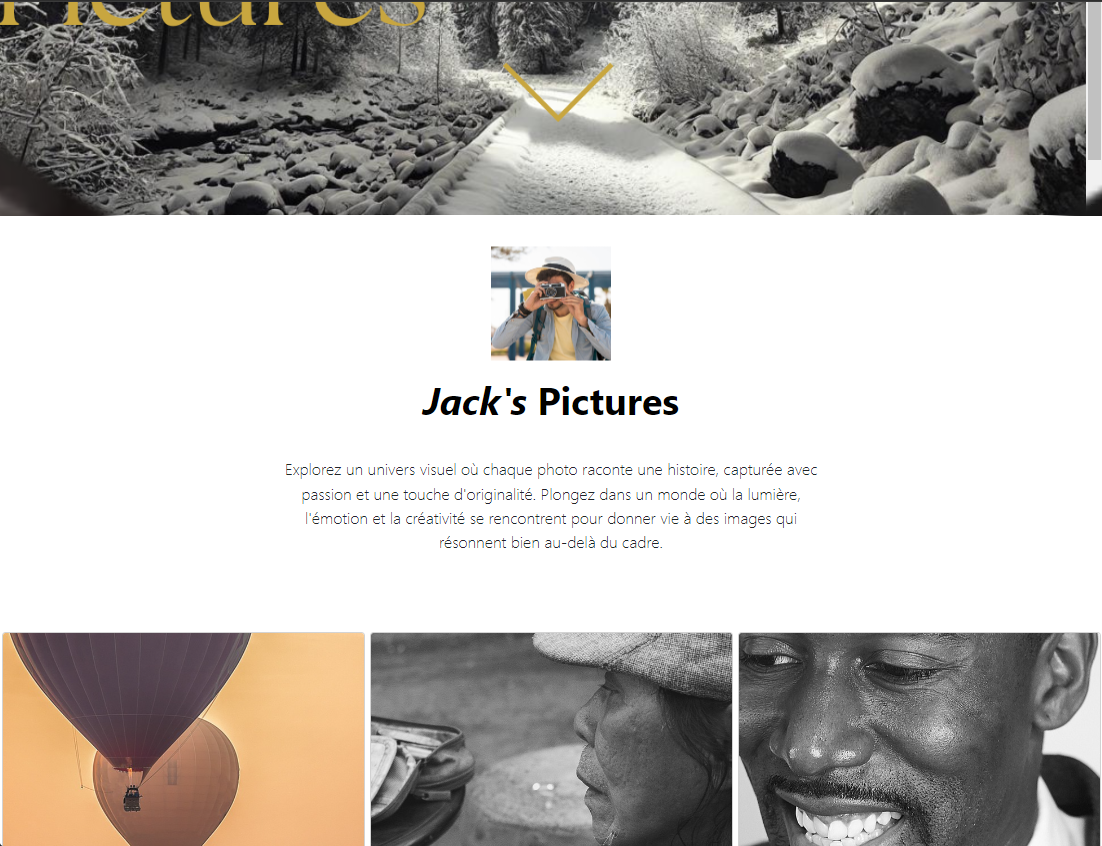 Pictures
Jack's Pictures
Explorez un univers visuel où chaque photo raconte une histoire, capturée avec
passion et une touche d'originalité. Plongez dans un monde où la lumière,
l'émotion et la créativité se rencontrent pour donner vie à des images qui
résonnent bien au-delà du cadre.